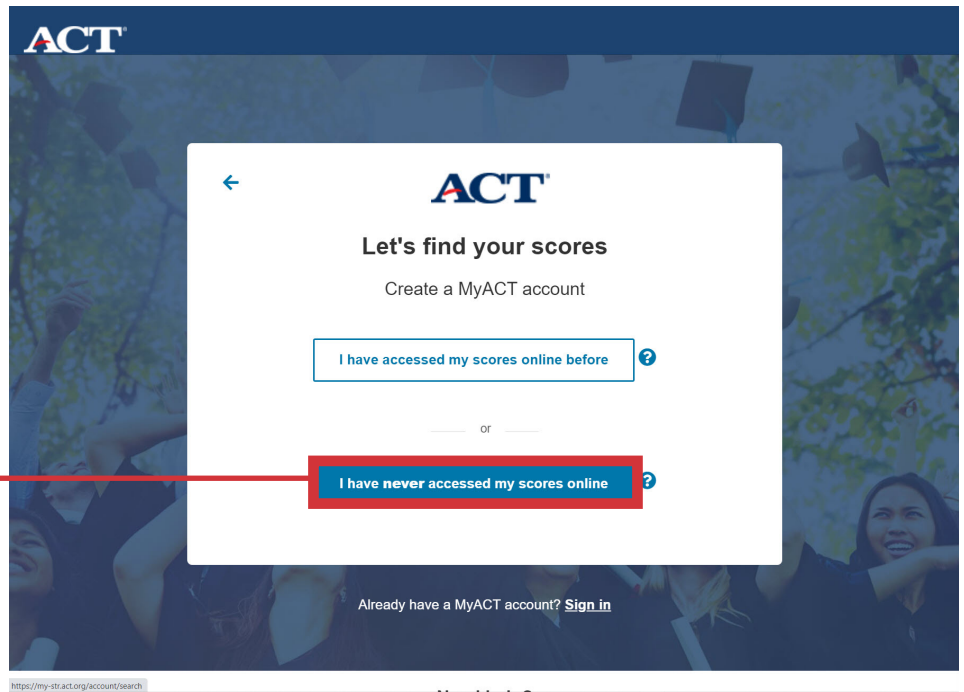 ACT®
ACT®
Let's find your scores
Create a MyACT account
I have accessed my scores online before
or
I have never accessed my scores online
Already have a MyACT account? Sign in
https://my-str.act.org/account/search